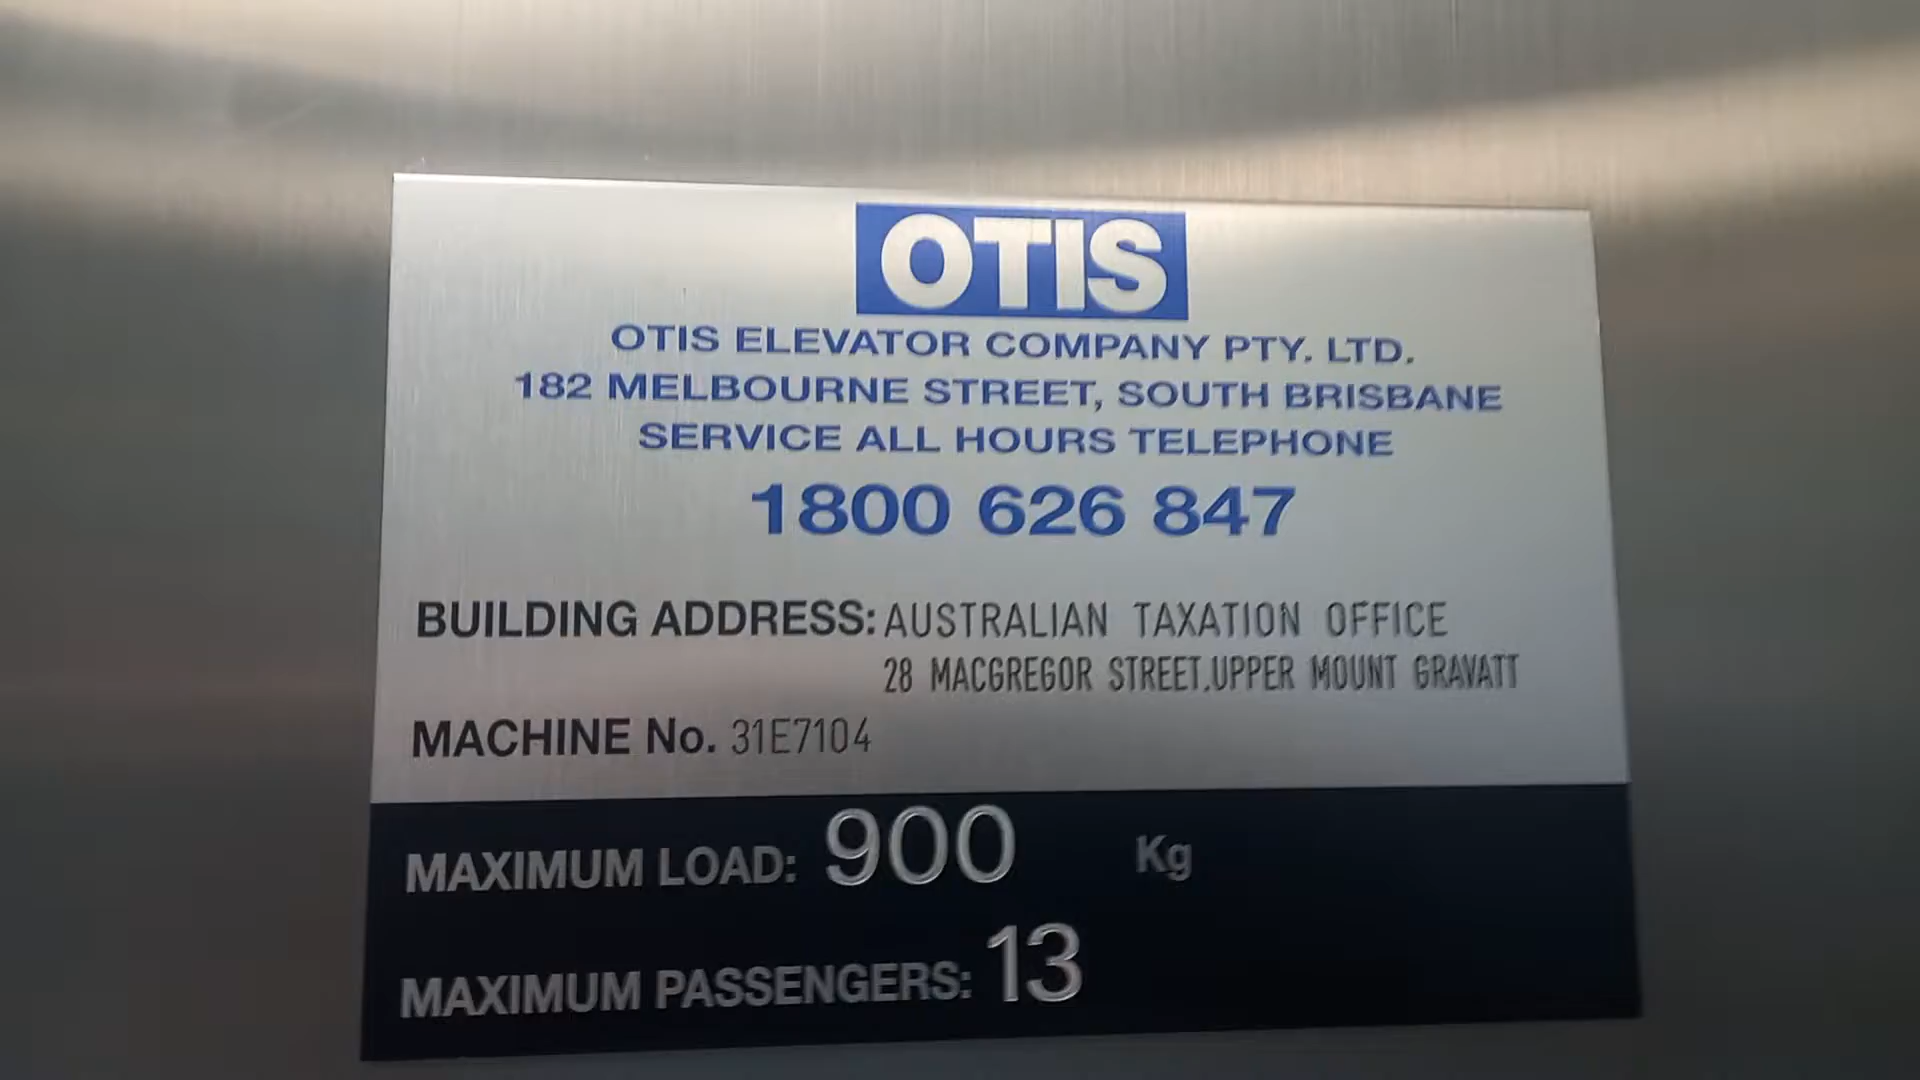 OTIS
OTIS ELEVATOR COMPANY PTY. LTD.
182 MELBOURNE STREET, SOUTH BRISBANE
SERVICE ALL HOURS TELEPHONE
1800 626 847
BUILDING ADDRESS: AUSTRALIAN TAXATION OFFICE
28 MACGREGOR STREET,UPPER MOUNT GRAVATT
MACHINE No. 31E7104
MAXIMUM LOAD: 900 Kg
MAXIMUM PASSENGERS: 13